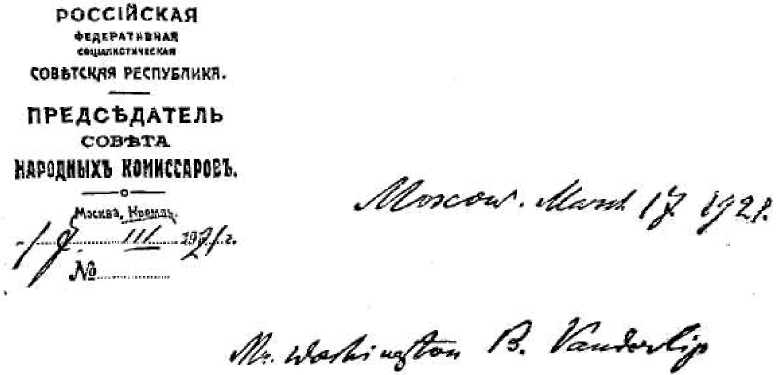 РОССІЙСКАЯ
ФЕДЕРАТИВНАЯ
СОЦІАЛИСТИЧЕСКАЯ
СОВѢТСКАЯ РЕСПУБЛИКА.
ПРЕДСѢДАТЕЛЬ
СОВѢТА
НАРОДНЫХЪ КОМИССАРОВЪ.
Москва, Кремль.
17. III 1921 г.
№
Moscow. March 17. 1921.
Mr. Washington B. Vanderlip